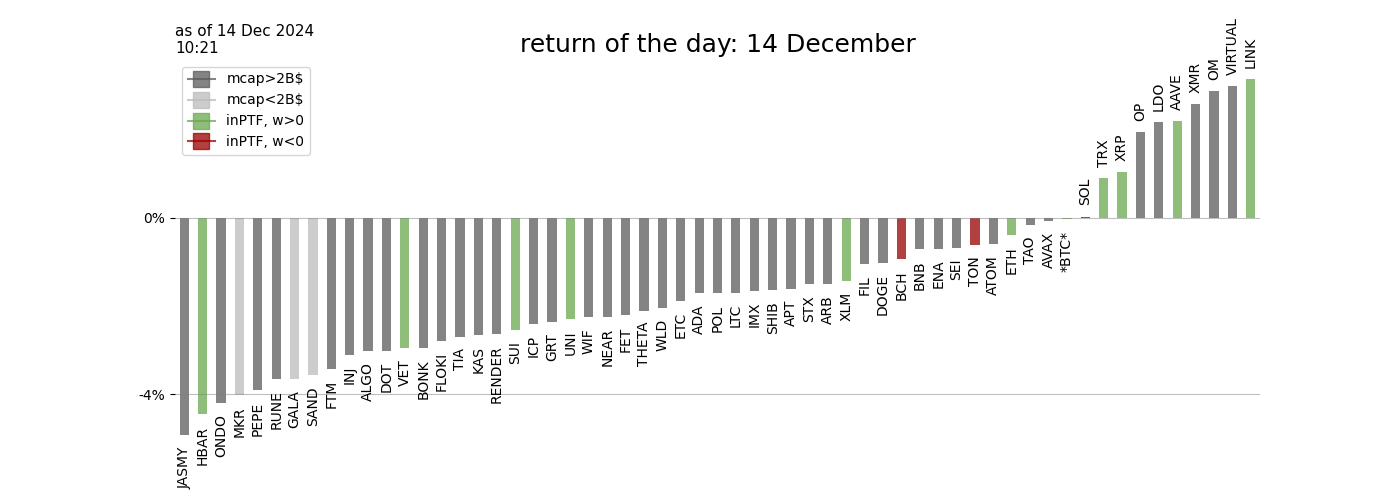 as of 14 Dec 2024
10:21
return of the day: 14 December
mcap>2B$
mcap<2B$
inPTF, w>0
inPTF, w<0
0%
-4%
JASMY
HBAR
ONDO
MKR
PEPE
RUNE
GALA
SAND
FTM
INJ
ALGO
DOT
VET
BONK
FLOKI
TIA
KAS
RENDER
SUI
ICP
GRT
UNI
WIF
NEAR
FET
THETA
WLD
ETC
ADA
POL
LTC
IMX
SHIB
APT
STX
ARB
XLM
FIL
DOGE
BCH
BNB
ENA
SEI
TON
ATOM
ETH
TAO
AVAX
*BTC*
SOL
TRX
XRP
OP
LDO
AAVE
XMR
OM
VIRTUAL
LINK